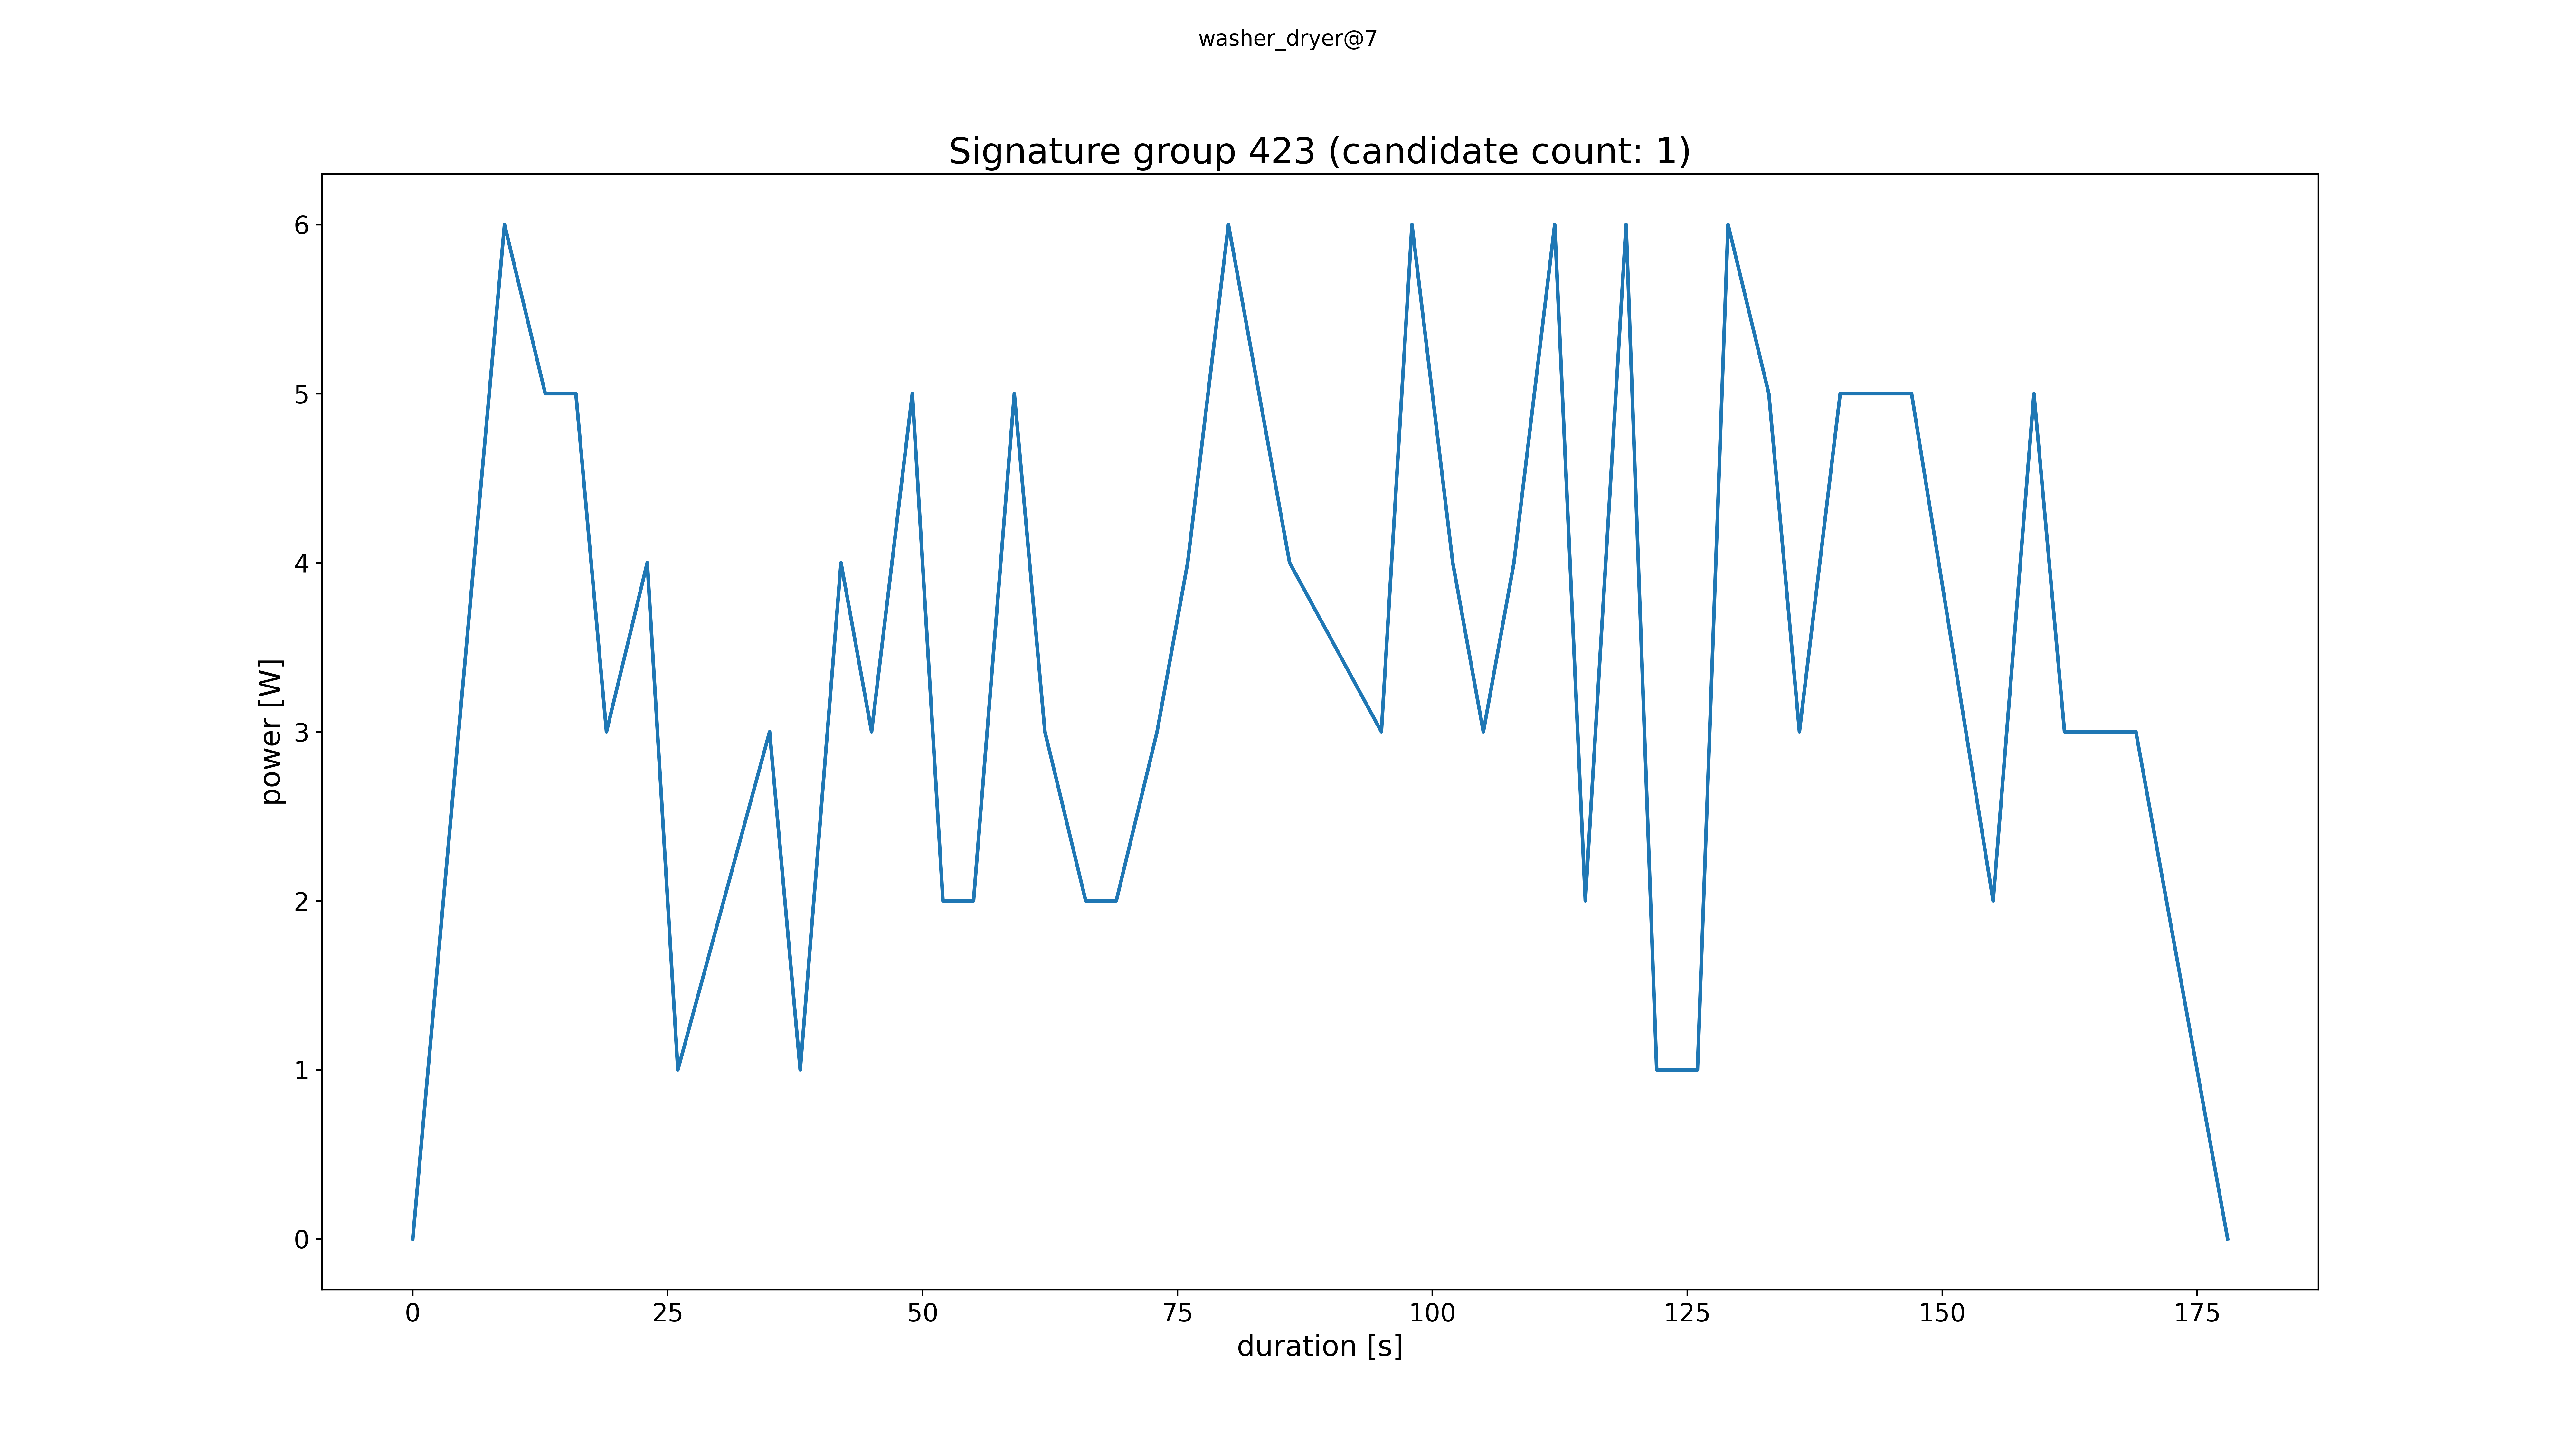 washer_dryer@7
Signature group 423 (candidate count: 1)
6
5
4
3
2
1
0
power [W]
0 25 50 75 100 125 150 175
duration [s]